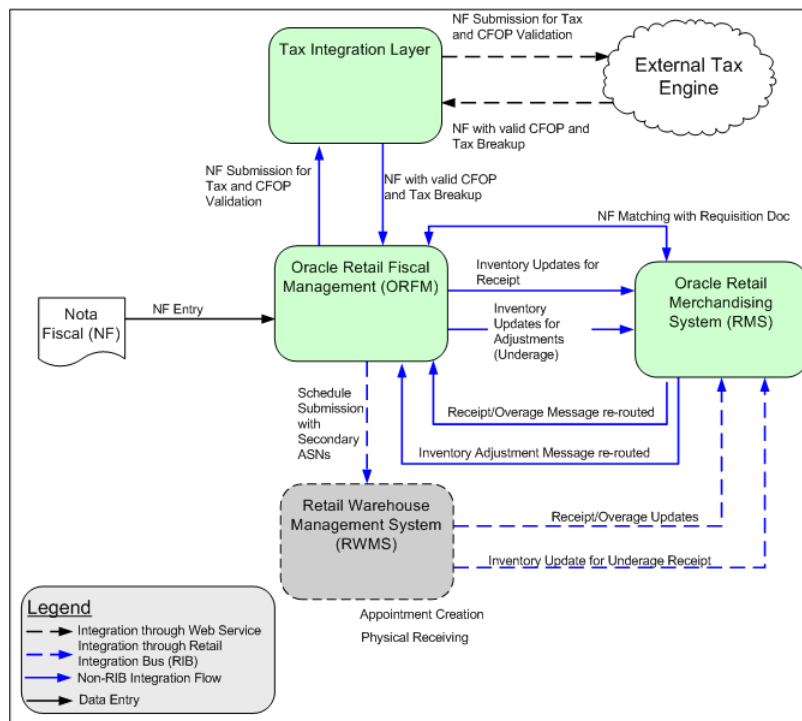 NF Submission for Tax
and CFOP Validation
Tax Integration Layer
External Tax
Engine
NF with valid CFOP and
Tax Breakup
NF Submission for
Tax and CFOP
Validation
NF with valid CFOP
and Tax Breakup
NF Matching with Requisition Doc
Oracle Retail Fiscal
Management (ORFM)
Inventory Updates for
Receipt
Oracle Retail
Merchandising
System (RMS)
Nota
Fiscal (NF)
NF Entry
Inventory
Updates for
Adjustments
(Underage)
Schedule
Submission
with
Secondary
ASNs
Receipt/Overage Message re-routed
Inventory Adjustment Message re-routed
Retail Warehouse
Management System
(RWMS)
Receipt/Overage Updates
Inventory Update for Underage Receipt
Appointment Creation
Physical Receiving
Legend
Integration through Web Service
Integration through Retail
Integration Bus (RIB)
Non-RIB Integration Flow
Data Entry